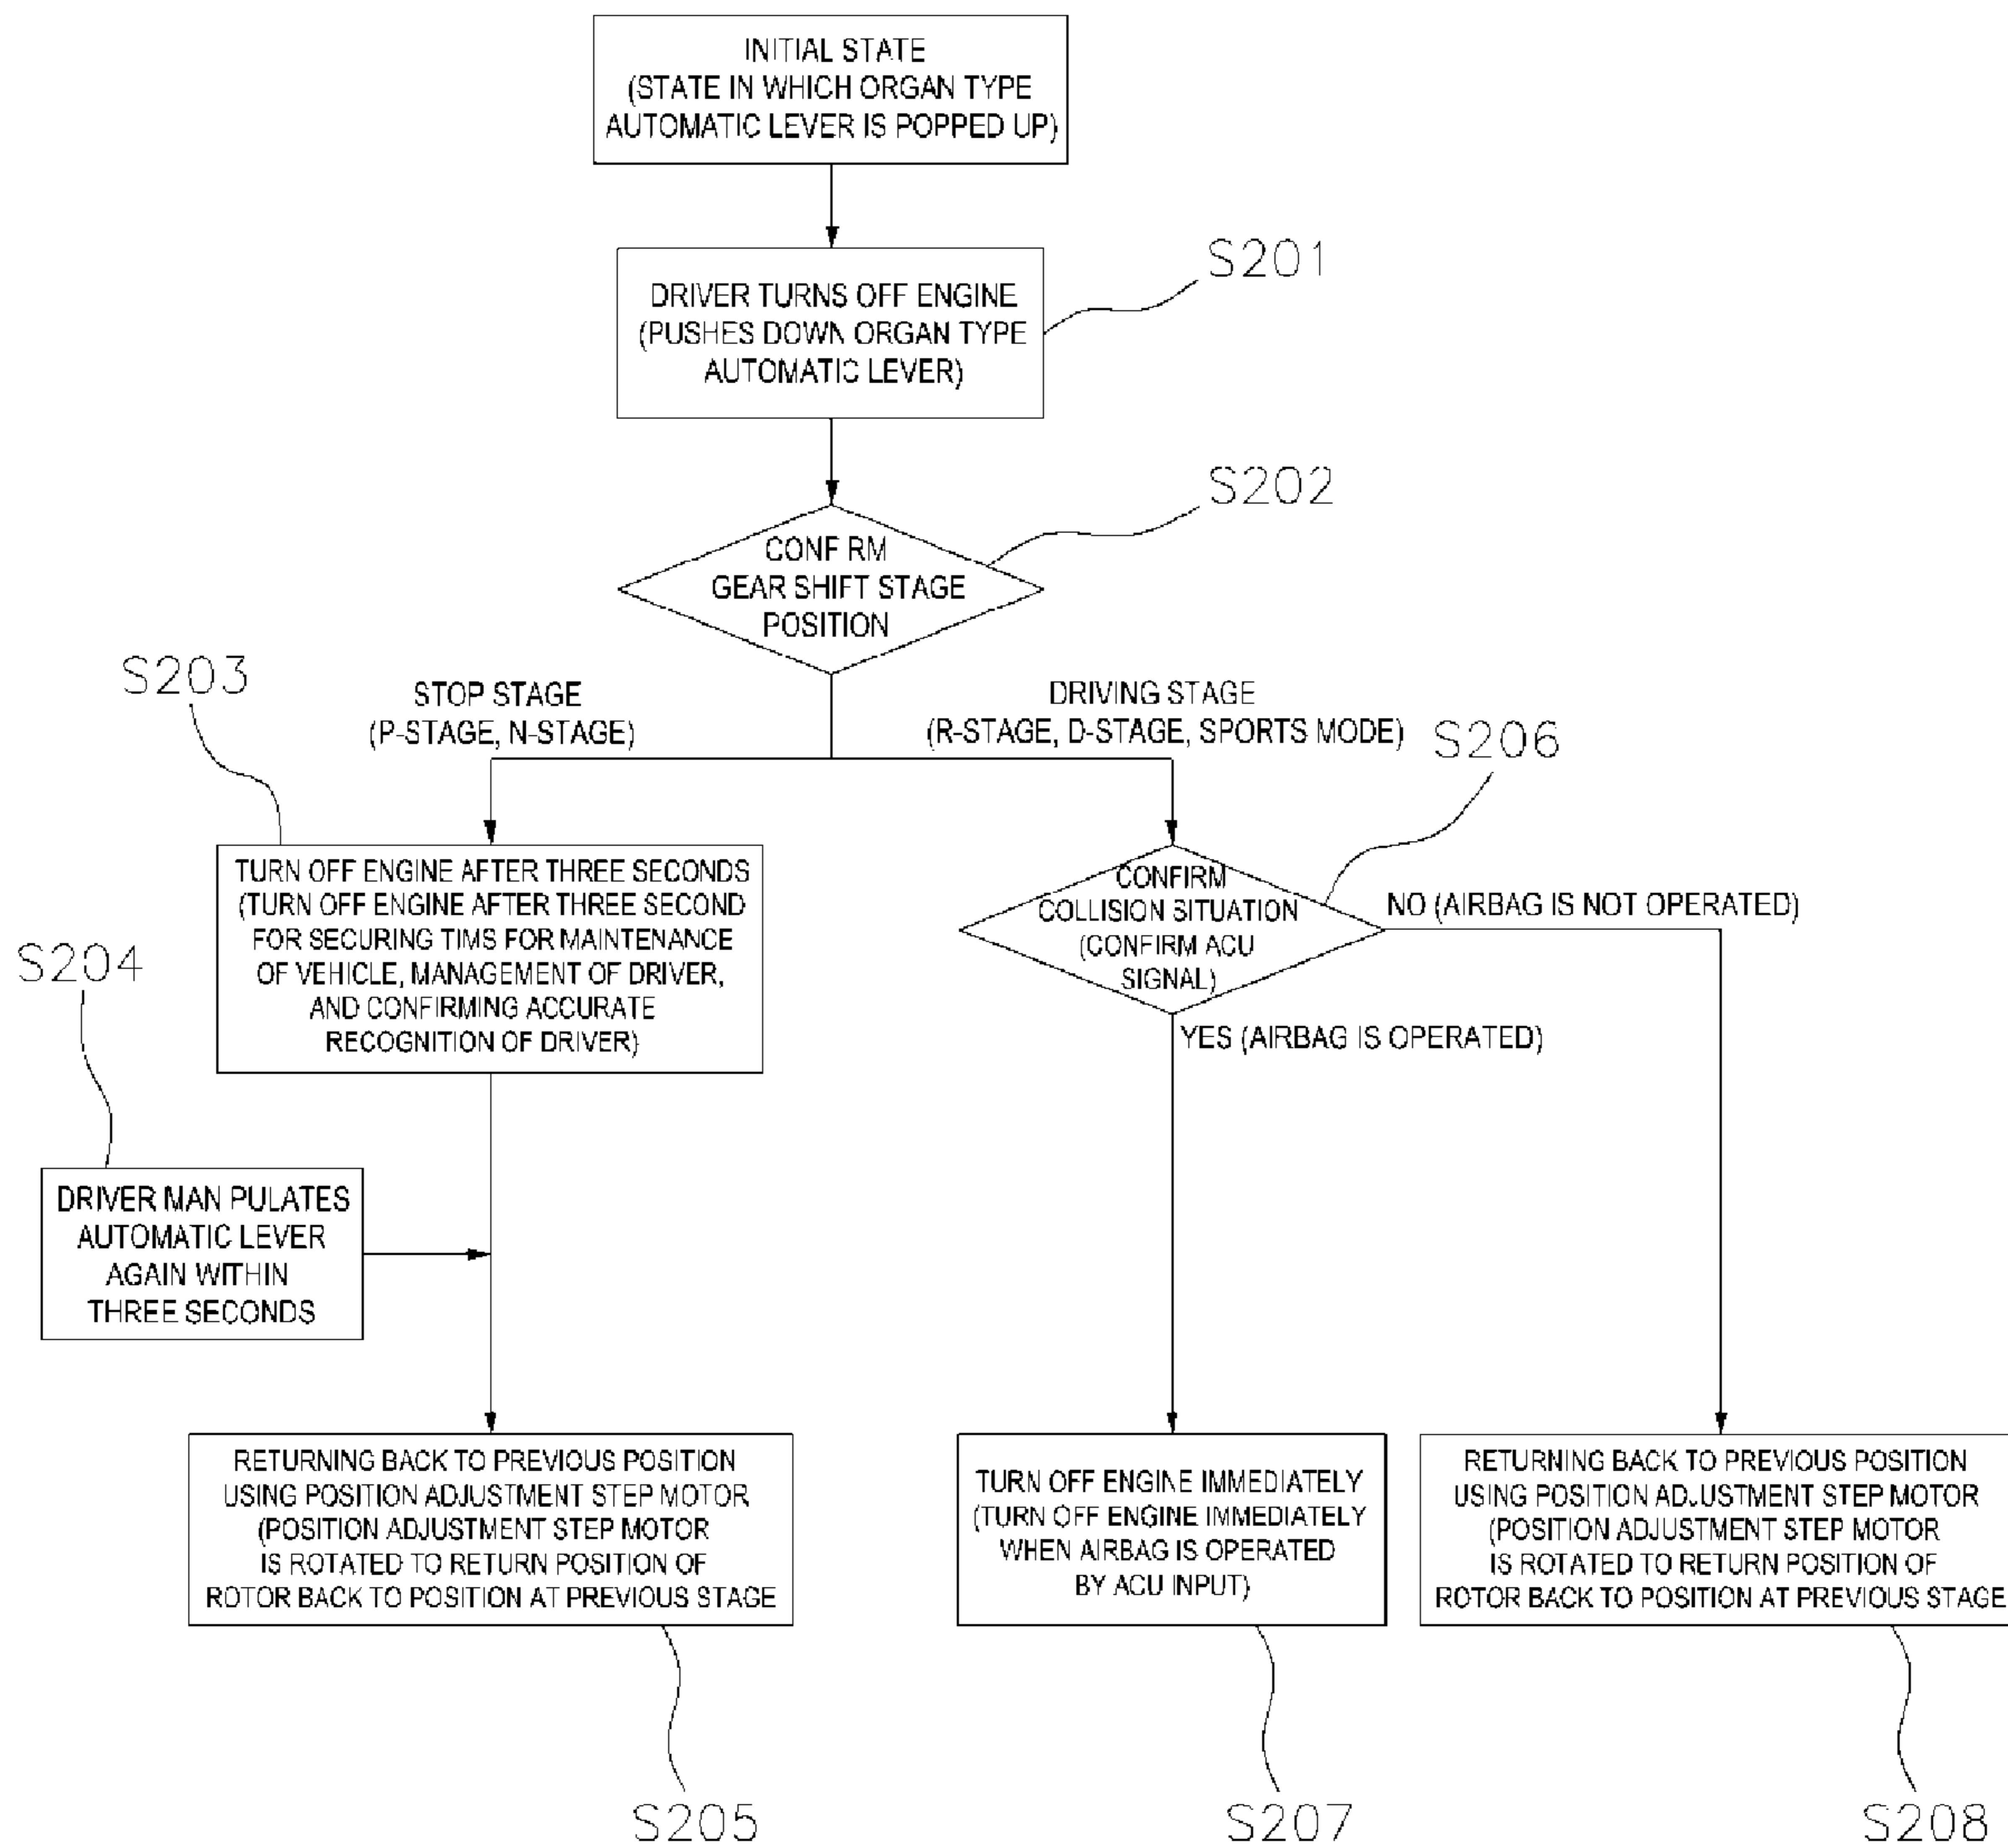 INITIAL STATE
(STATE IN WHICH ORGAN TYPE
AUTOMATIC LEVER IS POPPED UP)
DRIVER TURNS OFF ENGINE
(PUSHES DOWN ORGAN TYPE
AUTOMATIC LEVER)
S201
CONF RM
GEAR SHIFT STAGE
POSITION
S202
STOP STAGE
(P-STAGE, N-STAGE)
DRIVING STAGE
(R-STAGE, D-STAGE, SPORTS MODE)
S203
TURN OFF ENGINE AFTER THREE SECONDS
(TURN OFF ENGINE AFTER THREE SECOND
FOR SECURING TIMS FOR MAINTENANCE
OF VEHICLE, MANAGEMENT OF DRIVER,
AND CONFIRMING ACCURATE
RECOGNITION OF DRIVER)
S206
CONFIRM
COLLISION SITUATION
(CONFIRM ACU
SIGNAL)
NO (AIRBAG IS NOT OPERATED)
YES (AIRBAG IS OPERATED)
S204
DRIVER MAN PULATES
AUTOMATIC LEVER
AGAIN WITHIN
THREE SECONDS
RETURNING BACK TO PREVIOUS POSITION
USING POSITION ADJUSTMENT STEP MOTOR
(POSITION ADJUSTMENT STEP MOTOR
IS ROTATED TO RETURN POSITION OF
ROTOR BACK TO POSITION AT PREVIOUS STAGE
S205
TURN OFF ENGINE IMMEDIATELY
(TURN OFF ENGINE IMMEDIATELY
WHEN AIRBAG IS OPERATED
BY ACU INPUT)
S207
RETURNING BACK TO PREVIOUS POSITION
USING POSITION ADJUSTMENT STEP MOTOR
(POSITION ADJUSTMENT STEP MOTOR
IS ROTATED TO RETURN POSITION OF
ROTOR BACK TO POSITION AT PREVIOUS STAGE
S208